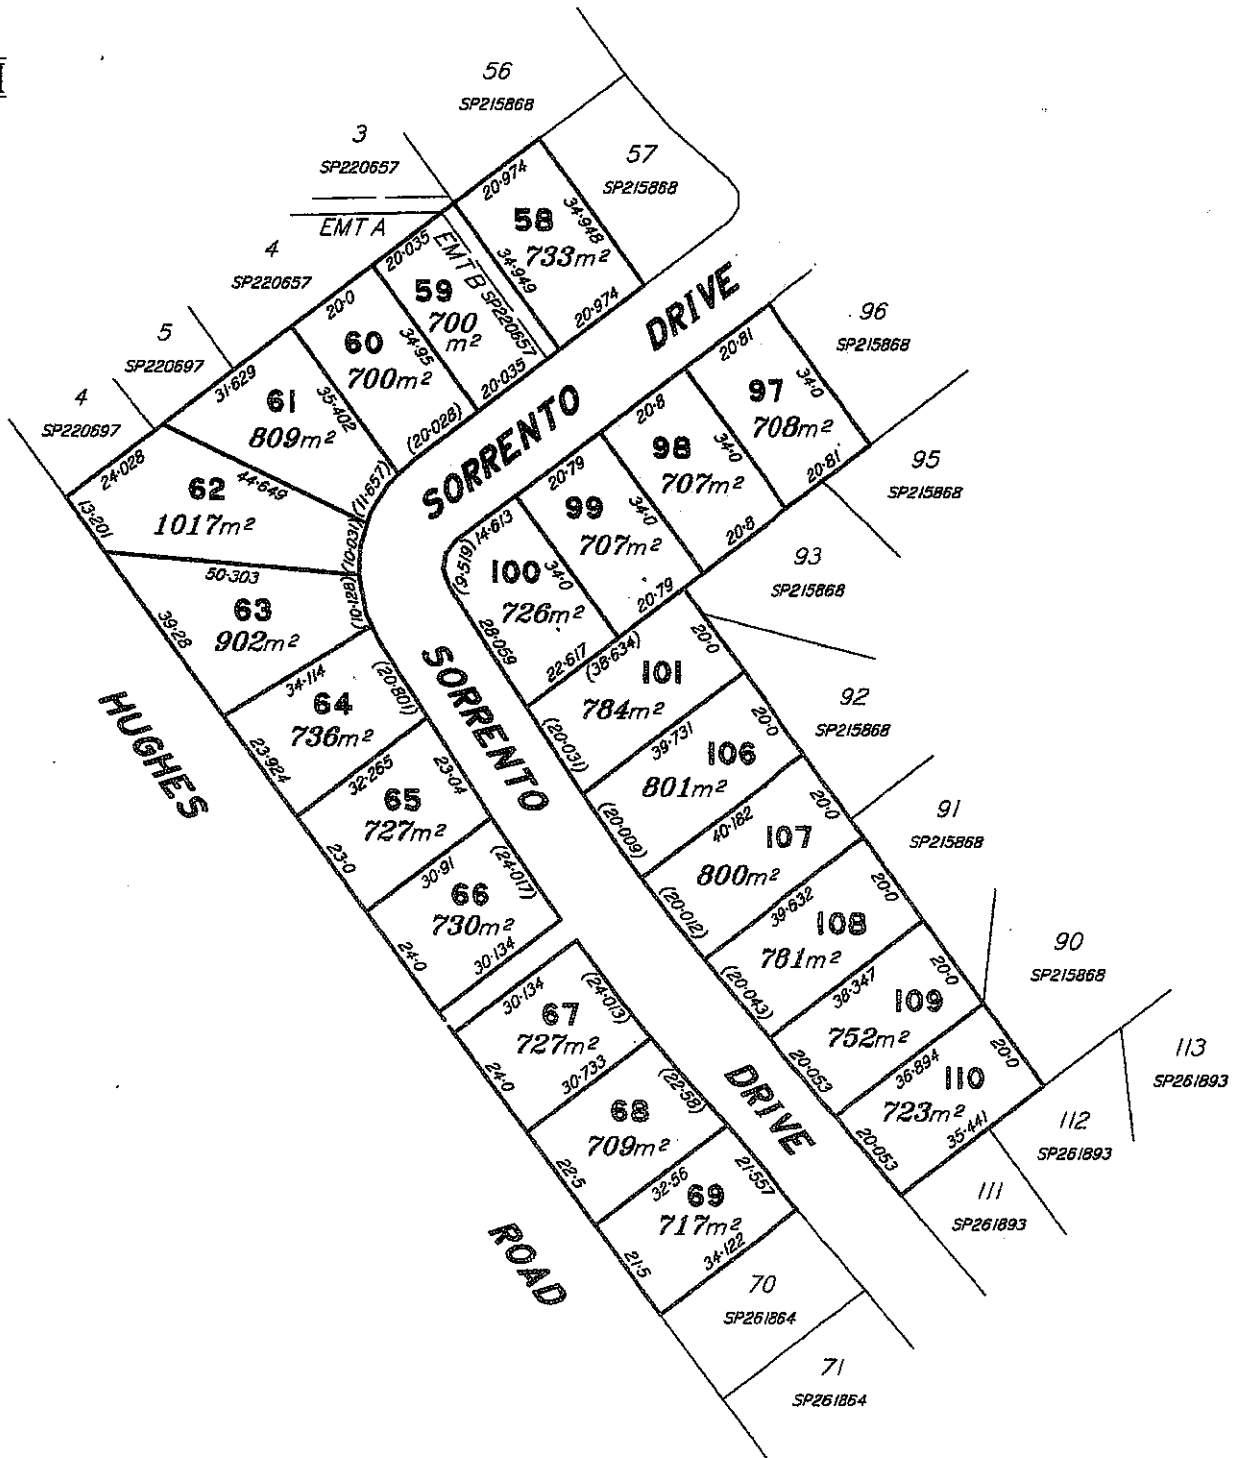 56
SP215868
3
SP220657
57
SP215868
20·974
58
733m²
34·948
34·949
20·974
EMT A
EMT B SP220657
4
SP220657
20·035
59
700
m²
34·95
20·035
5
SP220697
20·0
60
700m²
35·402
(20·028)
4
SP220697
31·629
61
809m²
44·649
(11·657)
24·028
62
1017m²
13·201
(10·031)
50·303
63
902m²
39·28
(10·128)
SORRENTO DRIVE
96
SP215868
20·81
97
708m²
34·0
20·81
95
SP215868
20·8
98
707m²
34·0
20·8
20·79
99
707m²
34·0
20·79
93
SP215868
14·613
(9·519)
100
726m²
34·0
28·059
22·617
(38·634)
101
784m²
20·0
(20·031)
39·731
92
SP215868
106
801m²
20·0
(20·009)
40·182
91
SP215868
107
800m²
20·0
(20·012)
39·632
108
781m²
20·0
(20·043)
38·347
90
SP215868
109
752m²
20·0
20·053
36·894
110
723m²
20·0
20·053
35·441
113
SP261893
112
SP261893
111
SP261893
34·114
64
736m²
(20·801)
23·924
32·265
65
727m²
23·04
23·0
30·91
66
730m²
(24·017)
24·0
30·134
30·134
67
727m²
(24·013)
24·0
30·733
68
709m²
(22·58)
22·5
32·56
69
717m²
21·557
21·5
34·122
70
SP261864
71
SP261864
SORRENTO
DRIVE
HUGHES
ROAD